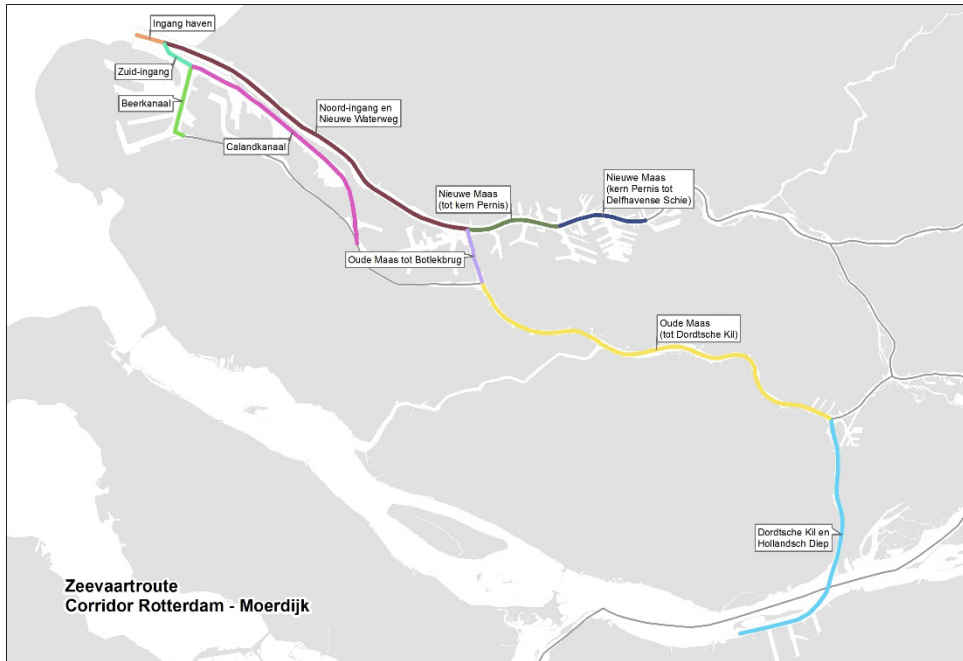 Ingang haven
Zuid-ingang
Beerkanaal
Noord-ingang en
Nieuwe Waterweg
Calandkanaal
Nieuwe Maas
(tot kern Pernis)
Nieuwe Maas
(kern Pernis tot
Delfhavense Schie)
Oude Maas tot Botlekbrug
Oude Maas
(tot Dordtsche Kil)
Dordtsche Kil en
Hollandsch Diep
Zeevaartroute
Corridor Rotterdam - Moerdijk